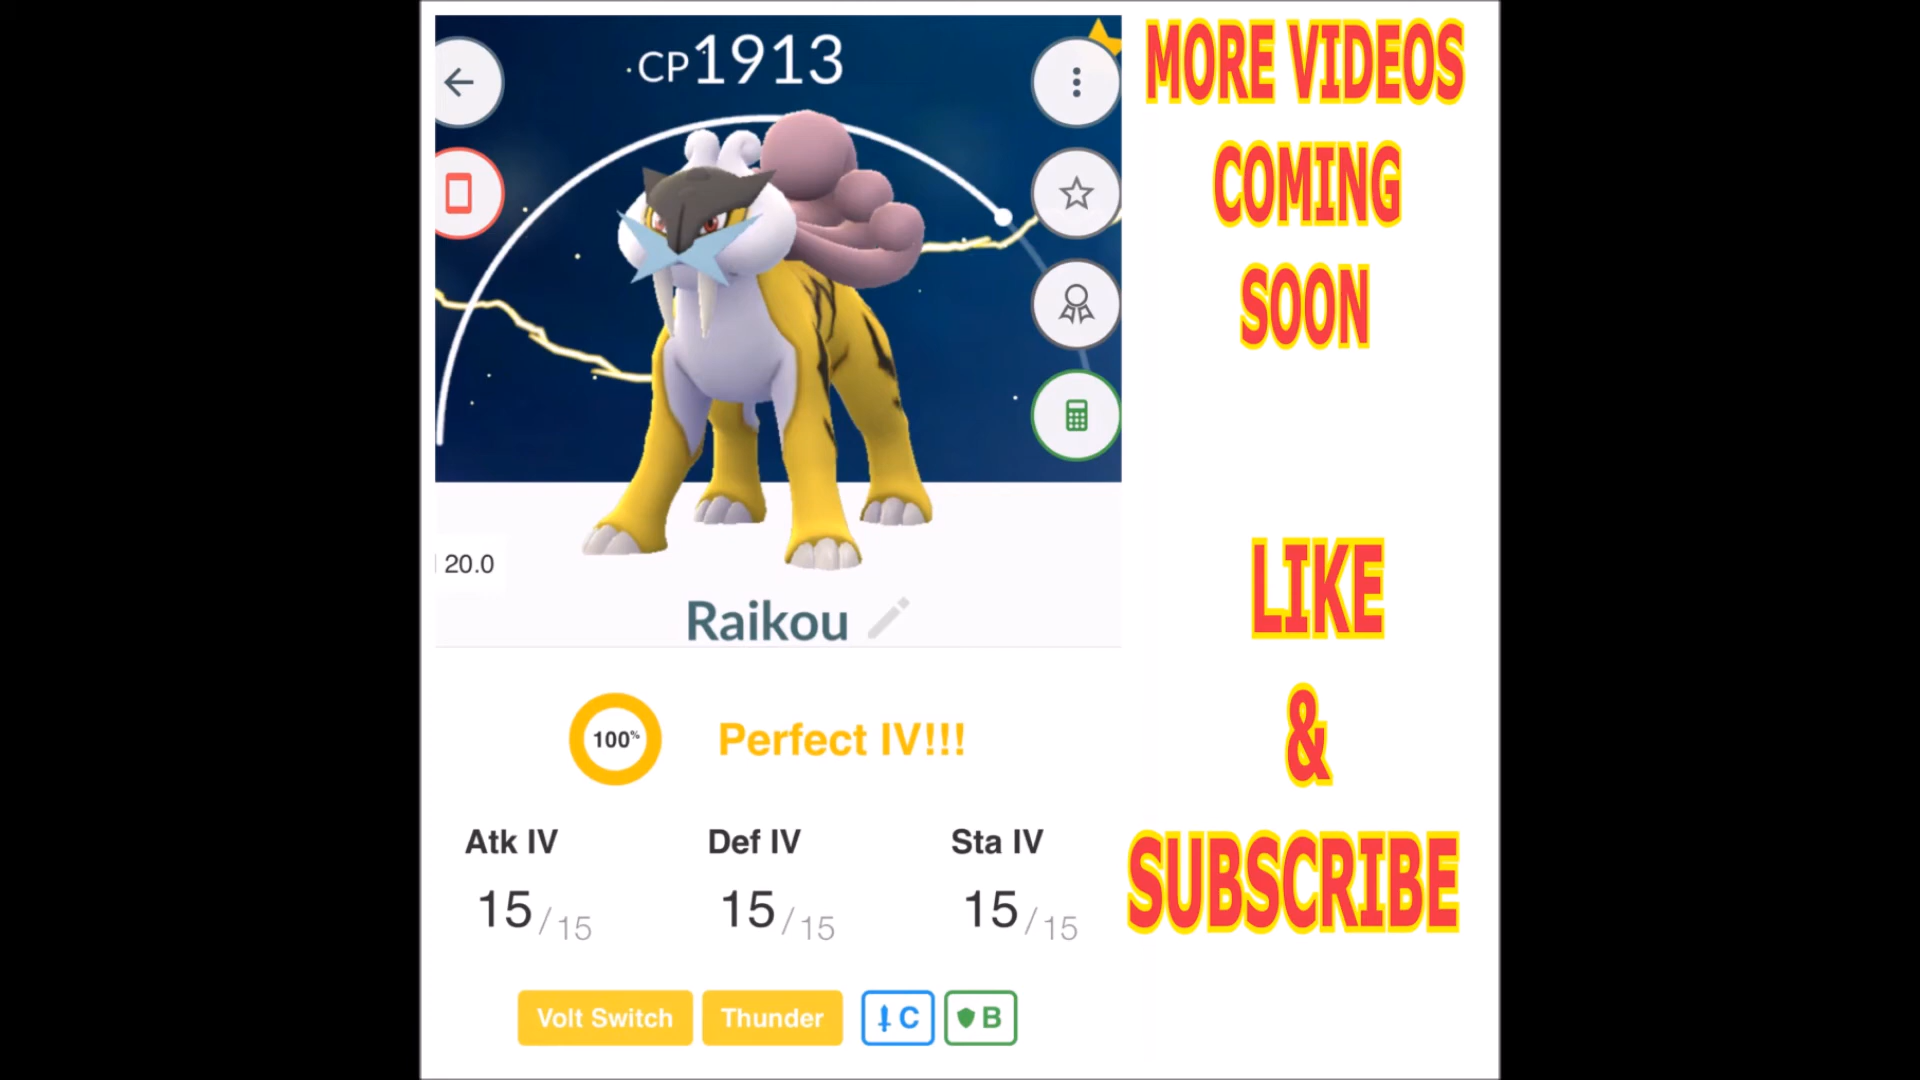 CP1913
20.0
Raikou
100%
Perfect IV!!!
Atk IV Def IV Sta IV
15/15 15/15 15/15
Volt Switch Thunder C B
MORE VIDEOS
COMING
SOON
LIKE
&
SUBSCRIBE